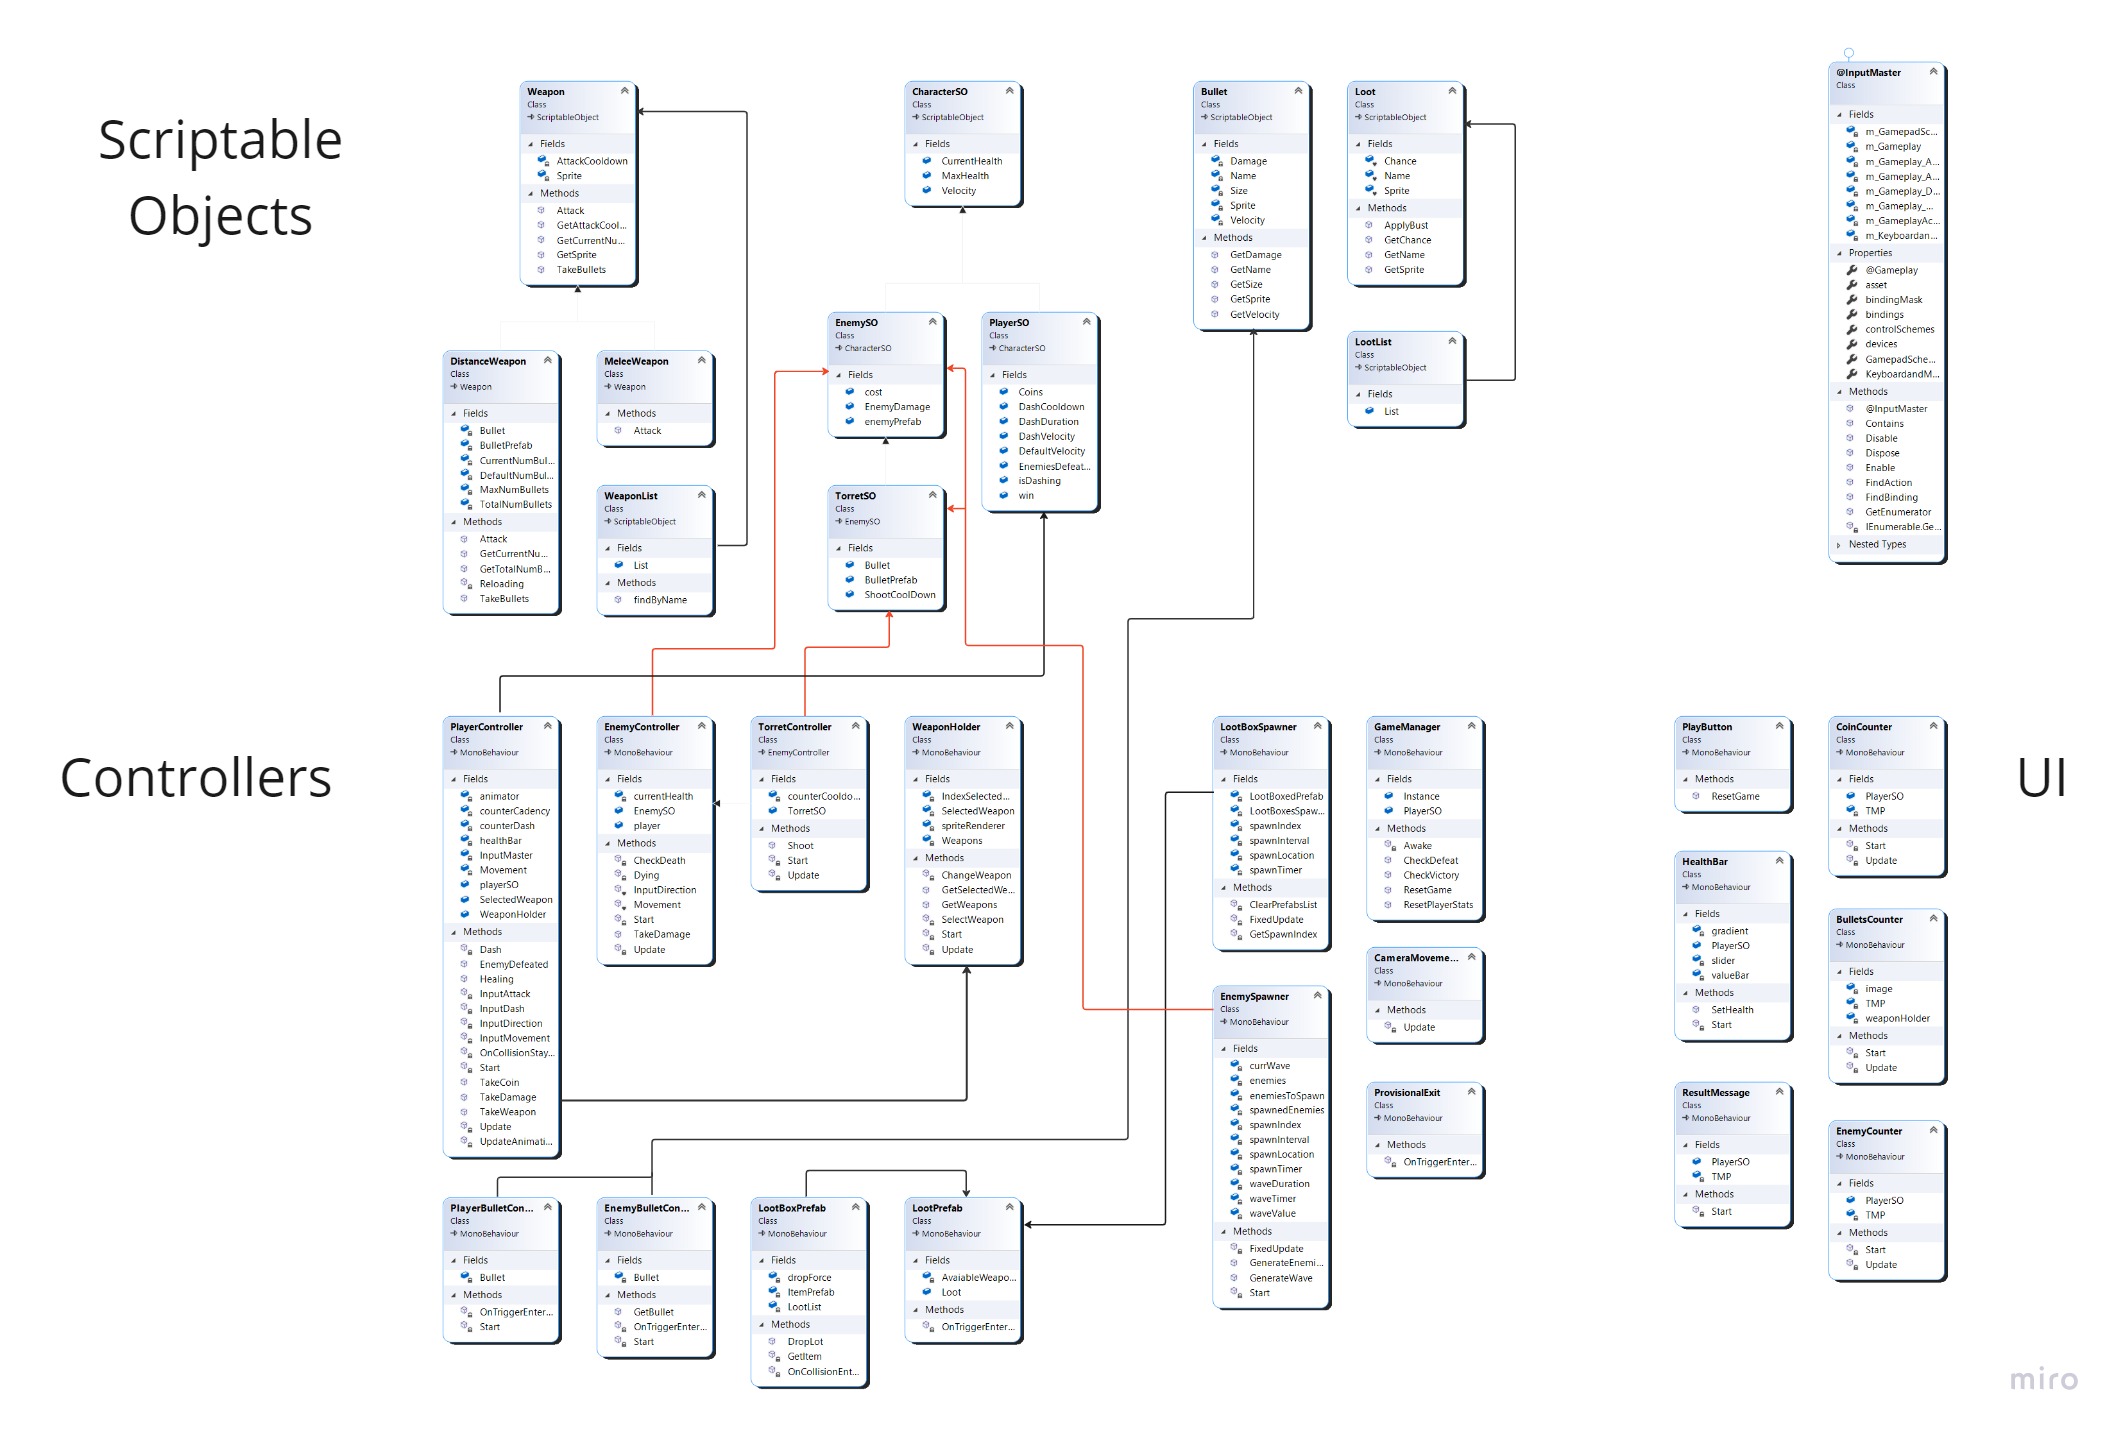 Scriptable
Objects
Weapon
Class
ScriptableObject
Fields
AttackCooldown
Sprite
Methods
Attack
GetAttackCool...
GetCurrentNu...
GetSprite
TakeBullets
CharacterSO
Class
ScriptableObject
Fields
CurrentHealth
MaxHealth
Velocity
Bullet
Class
ScriptableObject
Fields
Damage
Name
Size
Sprite
Velocity
Methods
GetDamage
GetName
GetSize
GetSprite
GetVelocity
Loot
Class
ScriptableObject
Fields
Chance
Name
Sprite
Methods
ApplyBust
GetChance
GetName
GetSprite
@InputMaster
Class
Fields
m_GamepadSc...
m_Gameplay
m_Gameplay_A...
m_Gameplay_A...
m_Gameplay_D...
m_Gameplay_...
m_GameplayAc...
m_Keyboardan...
Properties
@Gameplay
asset
bindingMask
bindings
controlSchemes
devices
GamepadSche...
KeyboardandM...
Methods
@InputMaster
Contains
Disable
Dispose
Enable
FindAction
FindBinding
GetEnumerator
IEnumerable.Ge...
Nested Types
DistanceWeapon
Class
Weapon
Fields
Bullet
BulletPrefab
CurrentNumBul...
DefaultNumBul...
MaxNumBullets
TotalNumBullets
Methods
Attack
GetCurrentNu...
GetTotalNumB...
Reloading
TakeBullets
MeleeWeapon
Class
Weapon
Methods
Attack
WeaponList
Class
ScriptableObject
Fields
List
Methods
findByName
EnemySO
Class
CharacterSO
Fields
cost
EnemyDamage
enemyPrefab
TorretSO
Class
EnemySO
Fields
Bullet
BulletPrefab
ShootCoolDown
PlayerSO
Class
CharacterSO
Fields
Coins
DashCooldown
DashDuration
DashVelocity
DefaultVelocity
EnemiesDefeat...
isDashing
win
LootList
Class
ScriptableObject
Fields
List
Controllers
PlayerController
Class
MonoBehaviour
Fields
animator
counterCadency
counterDash
healthBar
InputMaster
Movement
playerSO
SelectedWeapon
WeaponHolder
Methods
Dash
EnemyDefeated
Healing
InputAttack
InputDash
InputDirection
InputMovement
OnCollisionStay...
Start
TakeCoin
TakeDamage
TakeWeapon
Update
UpdateAnimati...
EnemyController
Class
MonoBehaviour
Fields
currentHealth
EnemySO
player
Methods
CheckDeath
Dying
InputDirection
Movement
Start
TakeDamage
Update
TorretController
Class
EnemyController
Fields
counterCooldo...
TorretSO
Methods
Shoot
Start
Update
WeaponHolder
Class
MonoBehaviour
Fields
IndexSelected...
SelectedWeapon
spriteRenderer
Weapons
Methods
ChangeWeapon
GetSelectedWe...
GetWeapons
SelectWeapon
Start
Update
LootBoxSpawner
Class
MonoBehaviour
Fields
LootBoxedPrefab
LootBoxesSpaw...
spawnIndex
spawnInterval
spawnLocation
spawnTimer
Methods
ClearPrefabsList
FixedUpdate
GetSpawnIndex
GameManager
Class
MonoBehaviour
Fields
Instance
PlayerSO
Methods
Awake
CheckDefeat
CheckVictory
ResetGame
ResetPlayerStats
CameraMoveme...
Class
MonoBehaviour
Methods
Update
EnemySpawner
Class
MonoBehaviour
Fields
currWave
enemies
enemiesToSpawn
spawnedEnemies
spawnIndex
spawnInterval
spawnLocation
spawnTimer
waveDuration
waveTimer
waveValue
Methods
FixedUpdate
GenerateEnemi...
GenerateWave
Start
ProvisionalExit
Class
MonoBehaviour
Methods
OnTriggerEnter...
PlayerBulletCon...
Class
MonoBehaviour
Fields
Bullet
Methods
OnTriggerEnter...
Start
EnemyBulletCon...
Class
MonoBehaviour
Fields
Bullet
Methods
GetBullet
OnTriggerEnter...
Start
LootBoxPrefab
Class
MonoBehaviour
Fields
dropForce
ItemPrefab
LootList
Methods
DropLot
GetItem
OnCollisionEnt...
LootPrefab
Class
MonoBehaviour
Fields
AvaiableWeapo...
Loot
Methods
OnTriggerEnter...
UI
PlayButton
Class
MonoBehaviour
Methods
ResetGame
CoinCounter
Class
MonoBehaviour
Fields
PlayerSO
TMP
Methods
Start
Update
HealthBar
Class
MonoBehaviour
Fields
gradient
PlayerSO
slider
valueBar
Methods
SetHealth
Start
BulletsCounter
Class
MonoBehaviour
Fields
image
TMP
weaponHolder
Methods
Start
Update
ResultMessage
Class
MonoBehaviour
Fields
PlayerSO
TMP
Methods
Start
EnemyCounter
Class
MonoBehaviour
Fields
PlayerSO
TMP
Methods
Start
Update
miro